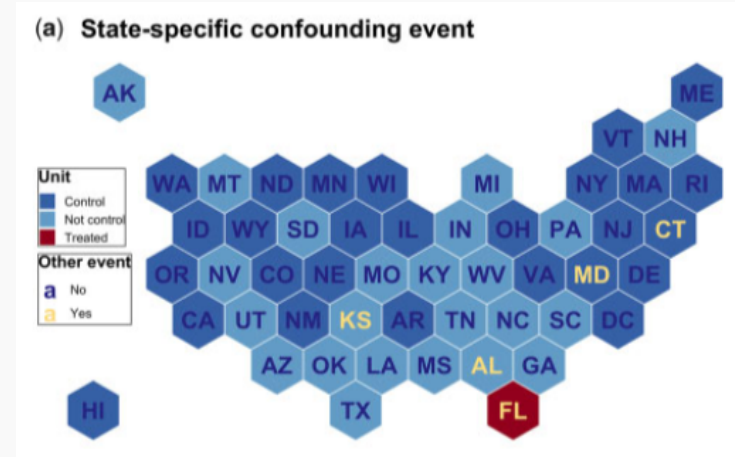 (a) State-specific confounding event
AK
ME
VT NH
WA MT ND MN WI MI NY MA RI
Unit
Control
Not control
Treated
ID WY SD IA IL IN OH PA NJ CT
Other event
a No
a Yes
OR NV CO NE MO KY WV VA MD DE
CA UT NM KS AR TN NC SC DC
AZ OK LA MS AL GA
HI
TX
FL